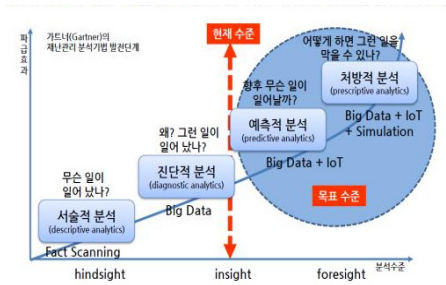 파급효과
가트너((Gartner)의
재난관리 분석기법 발전단계
현재 수준
어떻게 하면 그런 일을
막을 수 있나?
처방적 분석
(prescriptive analytics)
Big Data + IoT
+ Simulation
향후 무슨 일이
일어날까?
예측적 분석
(predictive analytics)
Big Data + IoT
왜? 그런 일이
일어 났나?
진단적 분석
(diagnostic analytics)
Big Data
무슨 일이
일어 났나?
서술적 분석
(descriptive analytics)
Fact Scanning
목표 수준
hindsight
insight
foresight
분석수준